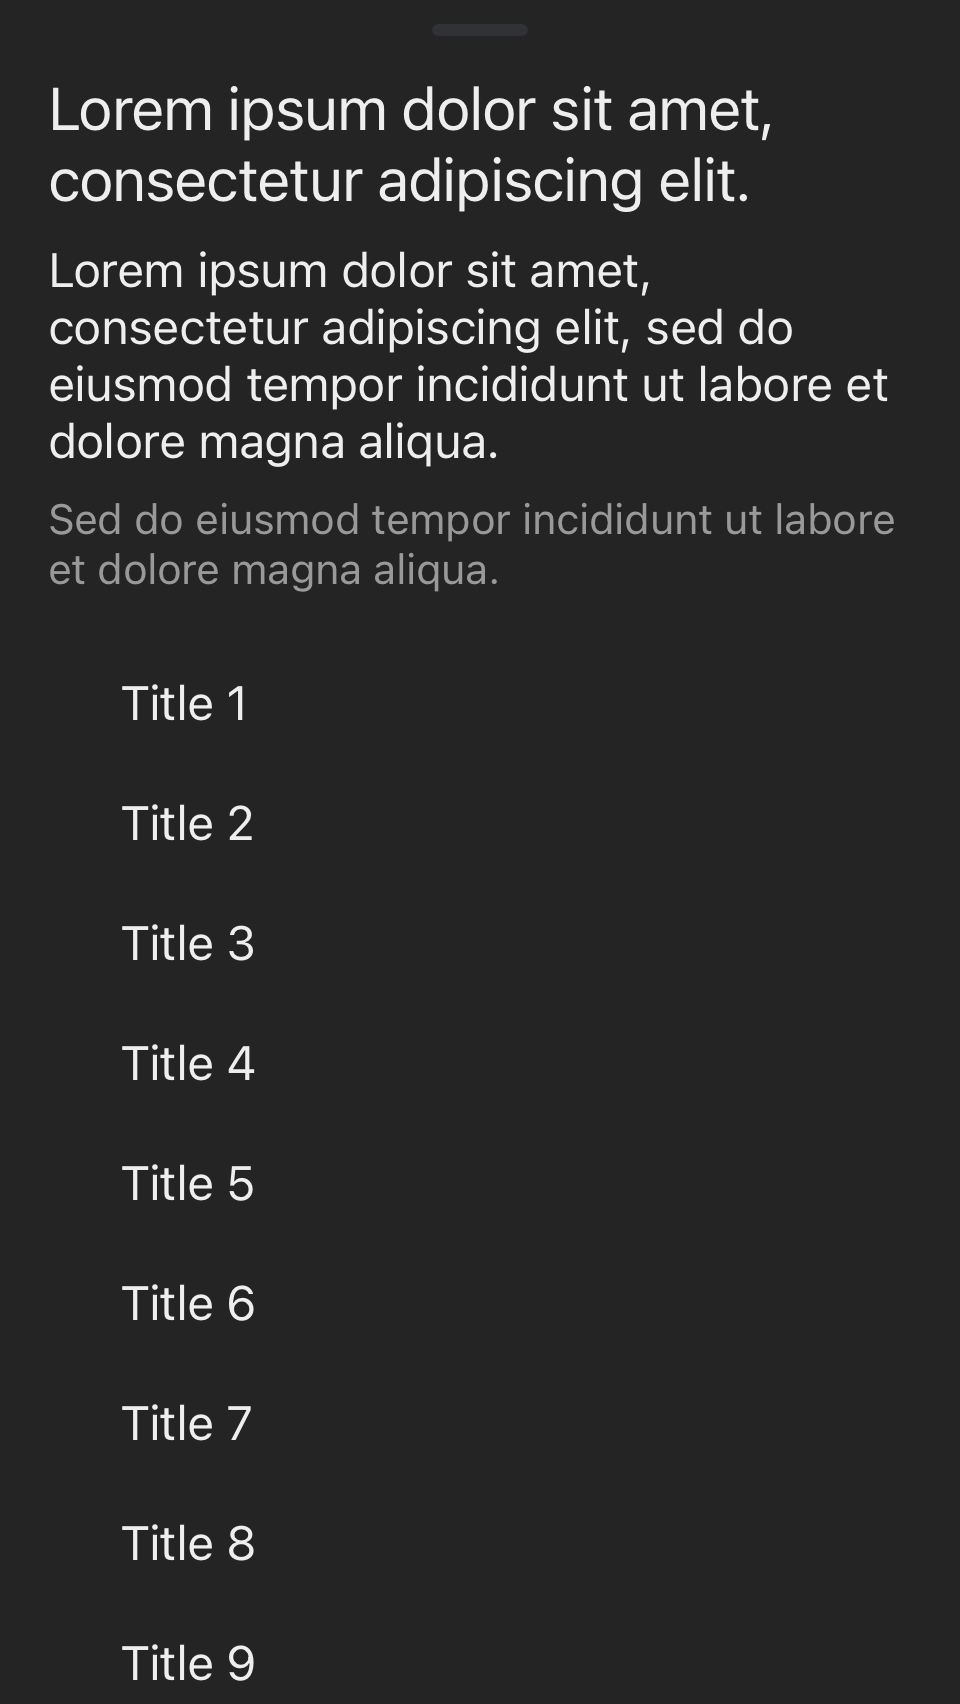 Lorem ipsum dolor sit amet,
consectetur adipiscing elit.
Lorem ipsum dolor sit amet,
consectetur adipiscing elit, sed do
eiusmod tempor incididunt ut labore et
dolore magna aliqua.
Sed do eiusmod tempor incididunt ut labore
et dolore magna aliqua.
Title 1
Title 2
Title 3
Title 4
Title 5
Title 6
Title 7
Title 8
Title 9